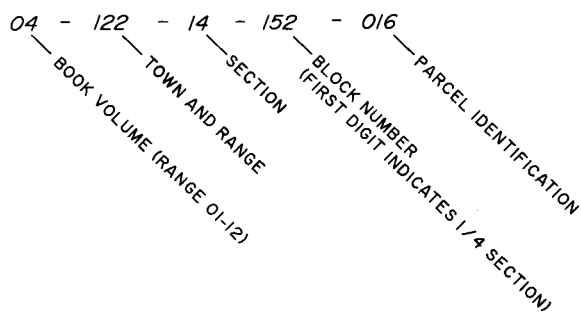 04 - 122 - 14 - 152 - 016
BOOK VOLUME (RANGE 01-12)
TOWN AND RANGE
SECTION
BLOCK NUMBER
(FIRST DIGIT INDICATES 1/4 SECTION)
PARCEL IDENTIFICATION